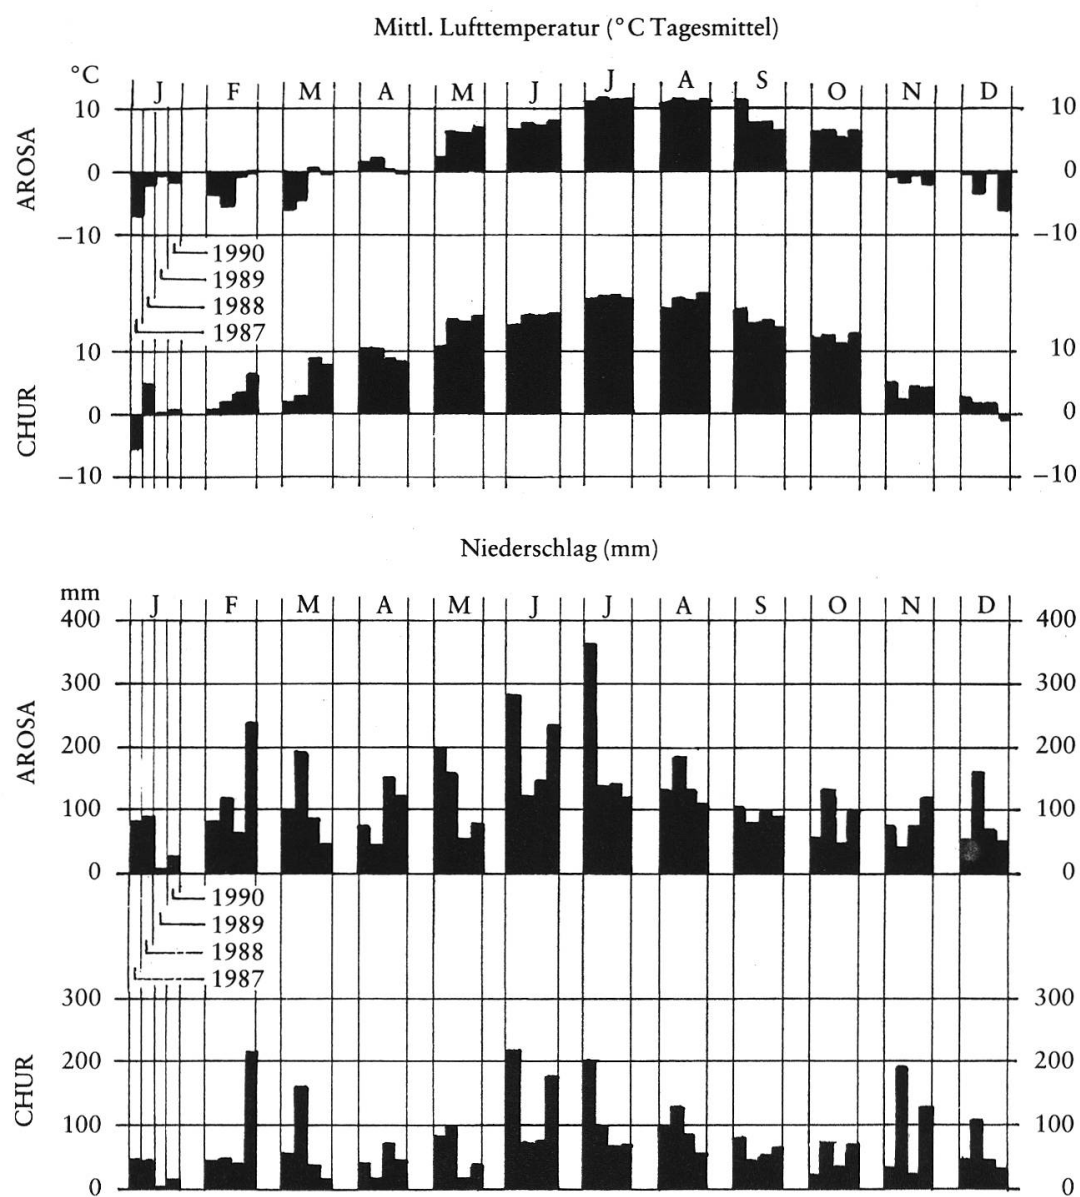 Mittl. Lufttemperatur (°C Tagesmittel)
°C J F M A M J J A S O N D
10 10
AROSA
0 0
–10 –10
1990
1989
1988
1987
10 10
CHUR
0 0
–10 –10
Niederschlag (mm)
mm J F M A M J J A S O N D
400 400
300 300
AROSA
200 200
100 100
0 0
1990
1989
1988
1987
300 300
CHUR
200 200
100 100
0 0